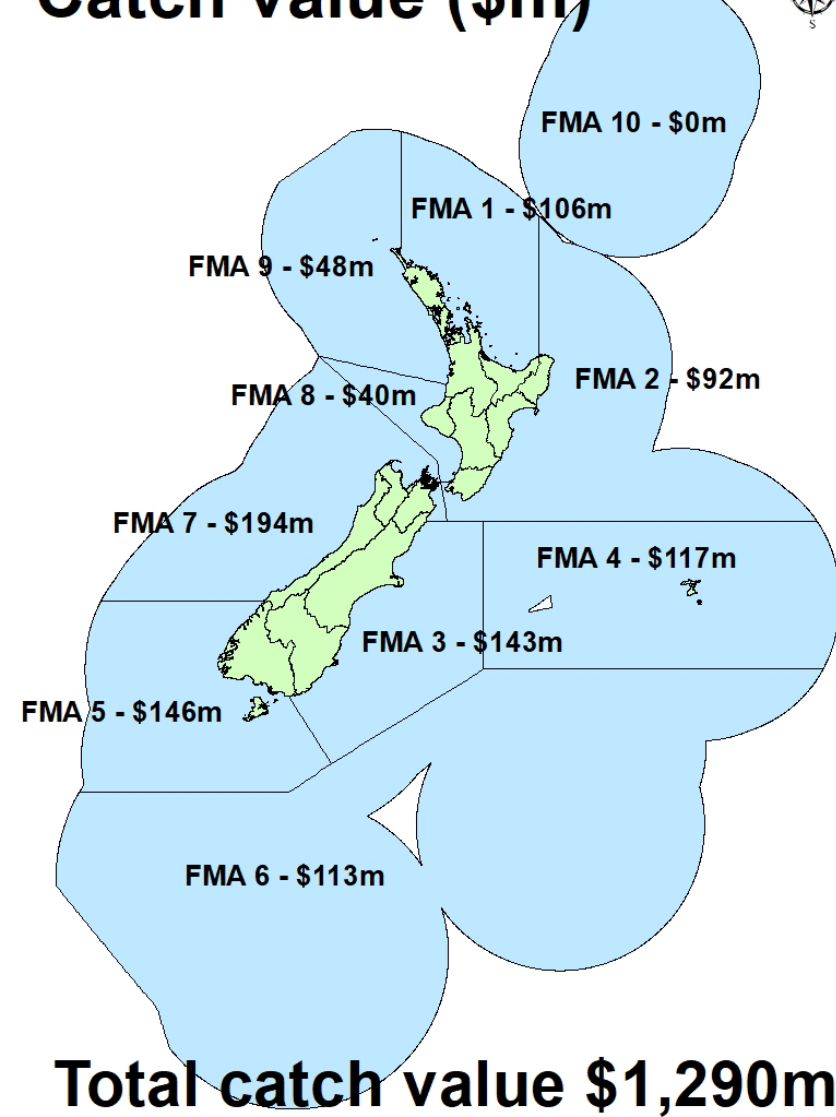 Catch value ($m)
S
FMA 10 - $0m
FMA 1 - $106m
FMA 9 - $48m
FMA 2 - $92m
FMA 8 - $40m
FMA 7 - $194m
FMA 4 - $117m
FMA 3 - $143m
FMA 5 - $146m
FMA 6 - $113m
Total catch value $1,290m